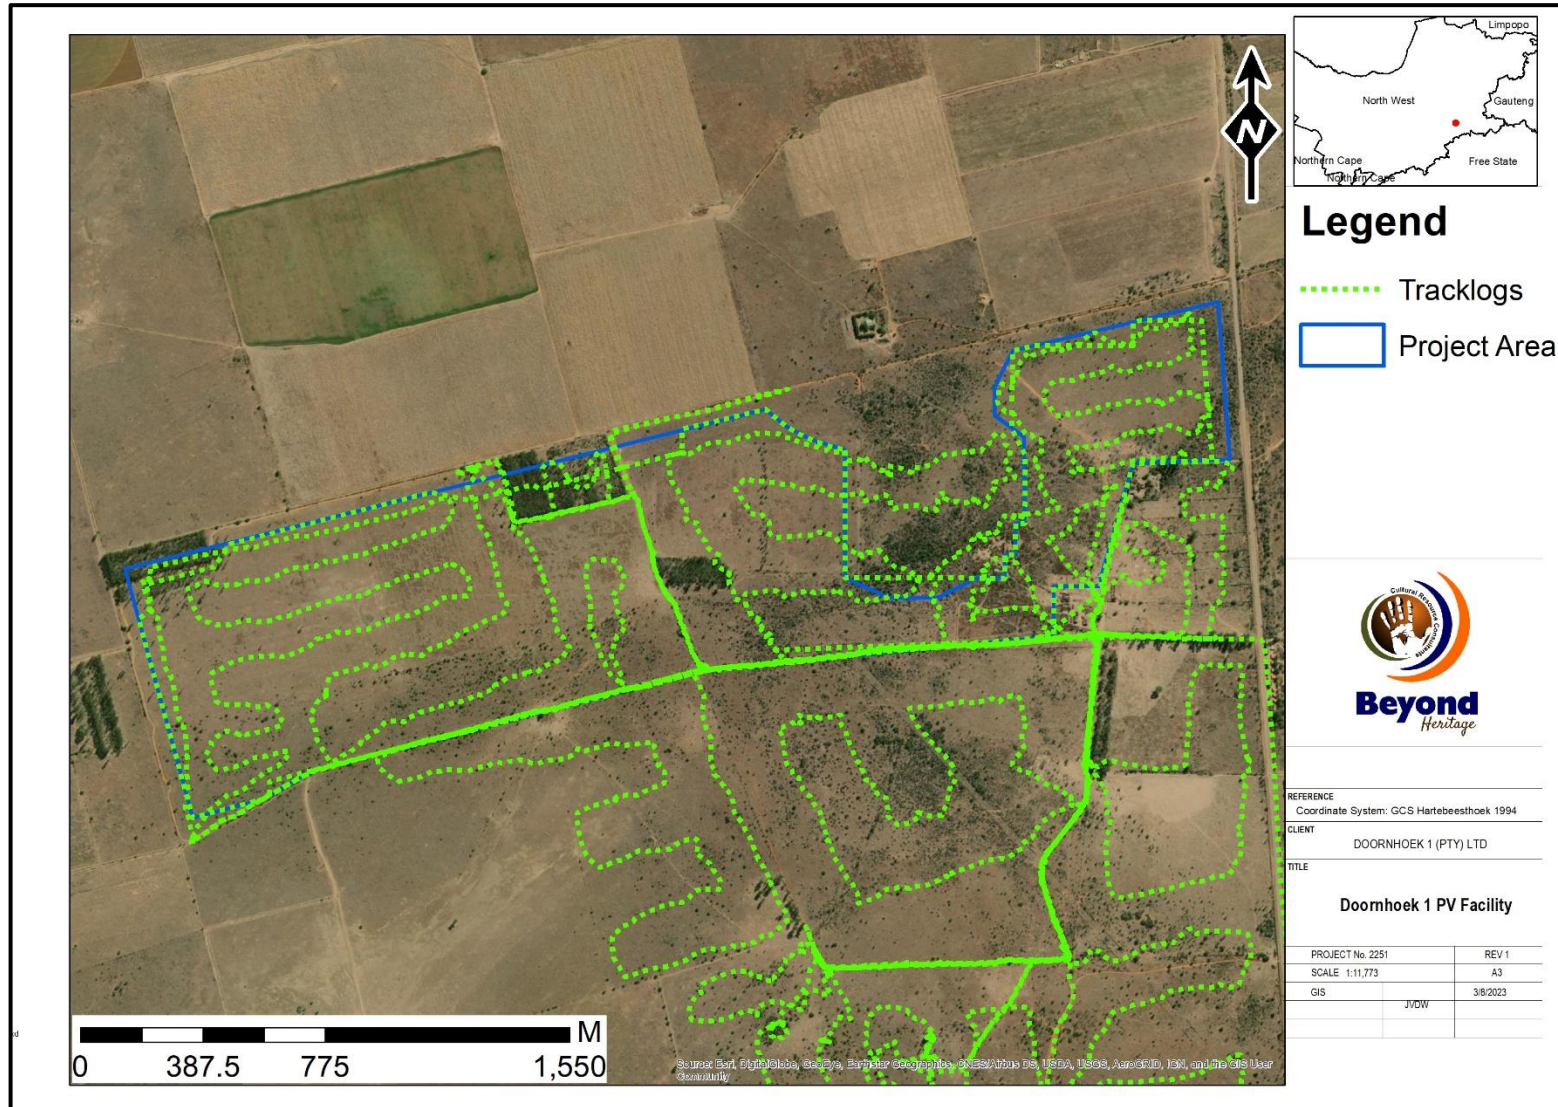 Limpopo
North West
Gauteng
Northern Cape
Free State
Northern Cape
N
Legend
Tracklogs
Project Area
Cultural Resource Consultants
Beyond
Heritage
REFERENCE
Coordinate System: GCS Hartebeesthoek 1994
CLIENT
DOORNHOEK 1 (PTY) LTD
TITLE
Doornhoek 1 PV Facility
PROJECT No. 2251 REV 1
SCALE 1:11,773 A3
GIS 3/8/2023
JVDW
M
0 387.5 775 1,550
Source: Esri, DigitalGlobe, GeoEye, Earthstar Geographics, CNES/Airbus DS, USDA, USGS, AeroGRID, IGN, and the GIS User
Community